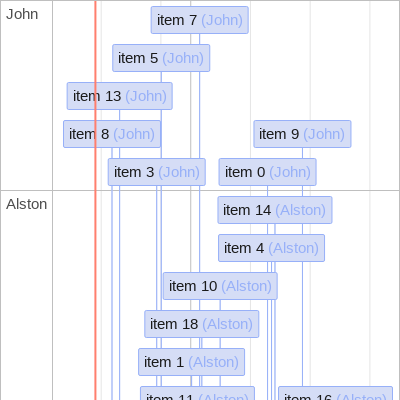 John
item 7 (John)
item 5 (John)
item 13 (John)
item 8 (John)
item 9 (John)
item 3 (John)
item 0 (John)
Alston
item 14 (Alston)
item 4 (Alston)
item 10 (Alston)
item 18 (Alston)
item 1 (Alston)
item 11 (Alston)
item 16 (Alston)